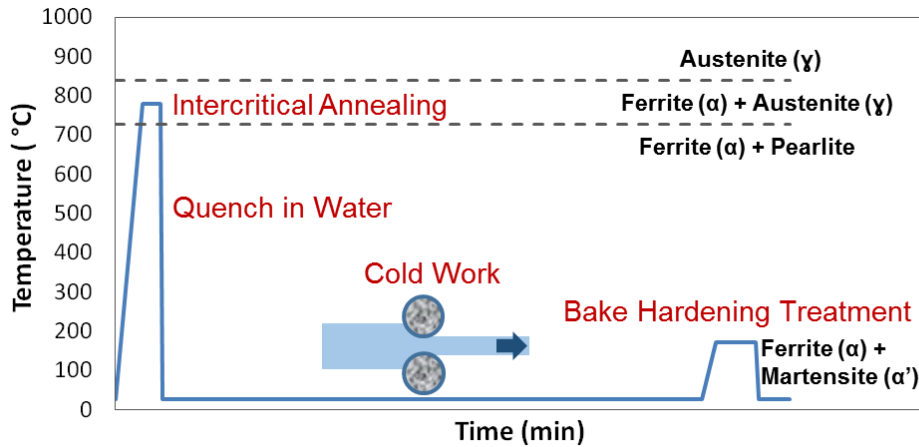 1000
900
800
700
600
500
400
300
200
100
0
Temperature ( °C)
Time (min)
Austenite (ɣ)
Intercritical Annealing
Ferrite (α) + Austenite (ɣ)
Ferrite (α) + Pearlite
Quench in Water
Cold Work
Bake Hardening Treatment
Ferrite (α) +
Martensite (α’)